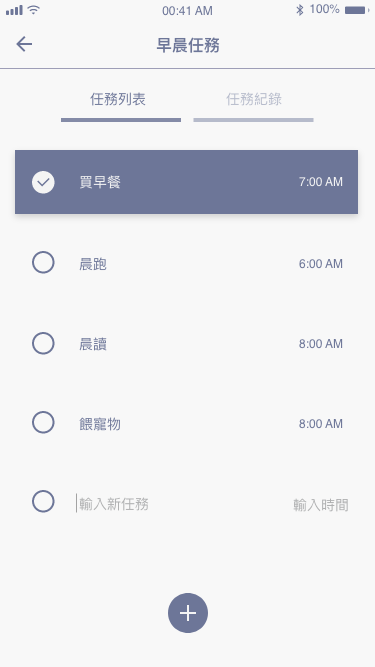 00:41 AM 100%
早晨任務
任務列表 任務紀錄
買早餐 7:00 AM
晨跑 6:00 AM
晨讀 8:00 AM
餵寵物 8:00 AM
輸入新任務 輸入時間